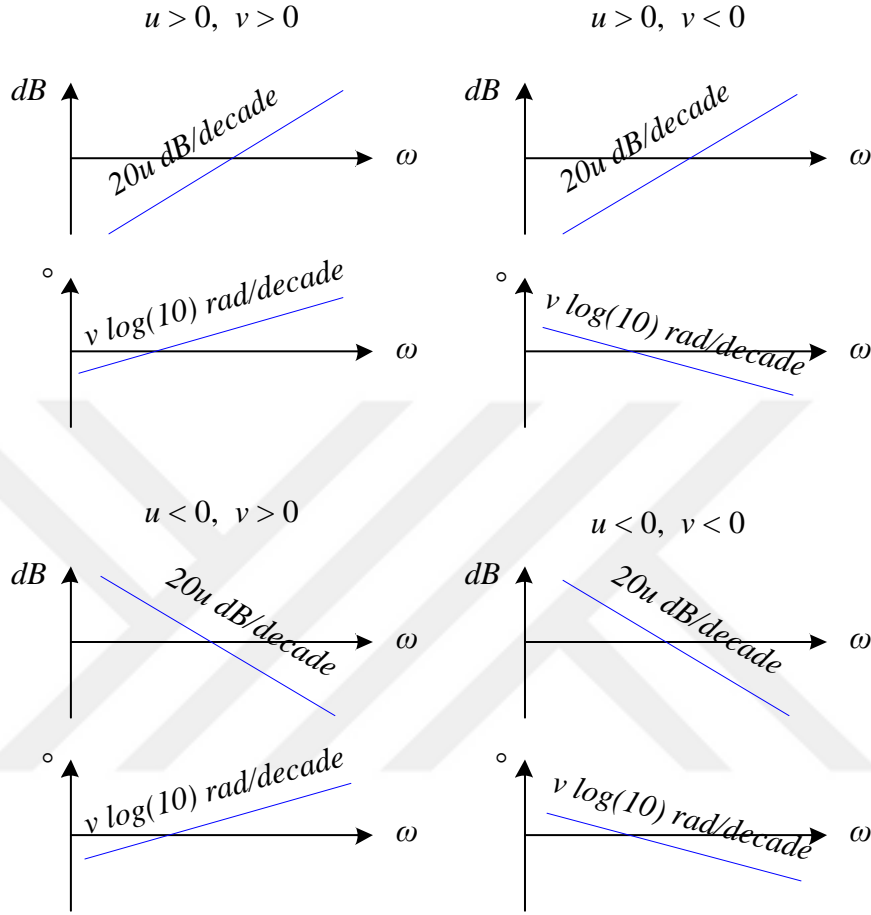 u > 0, v > 0
dB
20u dB/decade
ω
°
v log(10) rad/decade
ω
u > 0, v < 0
dB
20u dB/decade
ω
°
v log(10) rad/decade
ω
u < 0, v > 0
dB
20u dB/decade
ω
°
v log(10) rad/decade
ω
u < 0, v < 0
dB
20u dB/decade
ω
°
v log(10) rad/decade
ω